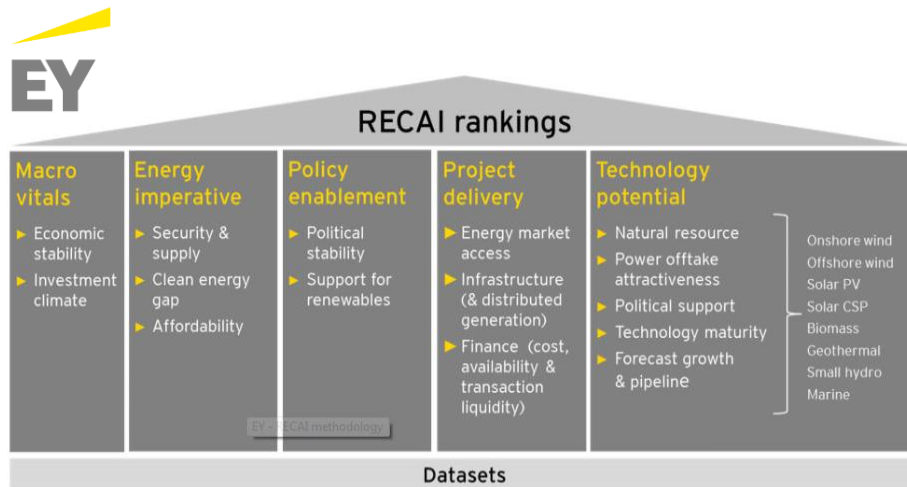 EY
RECAI rankings
Macro
vitals
► Economic
stability
► Investment
climate
Energy
imperative
► Security &
supply
► Clean energy
gap
► Affordability
Policy
enablement
► Political
stability
► Support for
renewables
Project
delivery
► Energy market
access
► Infrastructure
(& distributed
generation)
► Finance (cost,
availability &
transaction
liquidity)
Technology
potential
► Natural resource
► Power offtake
attractiveness
► Political support
► Technology maturity
► Forecast growth
& pipeline
Onshore wind
Offshore wind
Solar PV
Solar CSP
Biomass
Geothermal
Small hydro
Marine
EY - RECAI methodology
Datasets